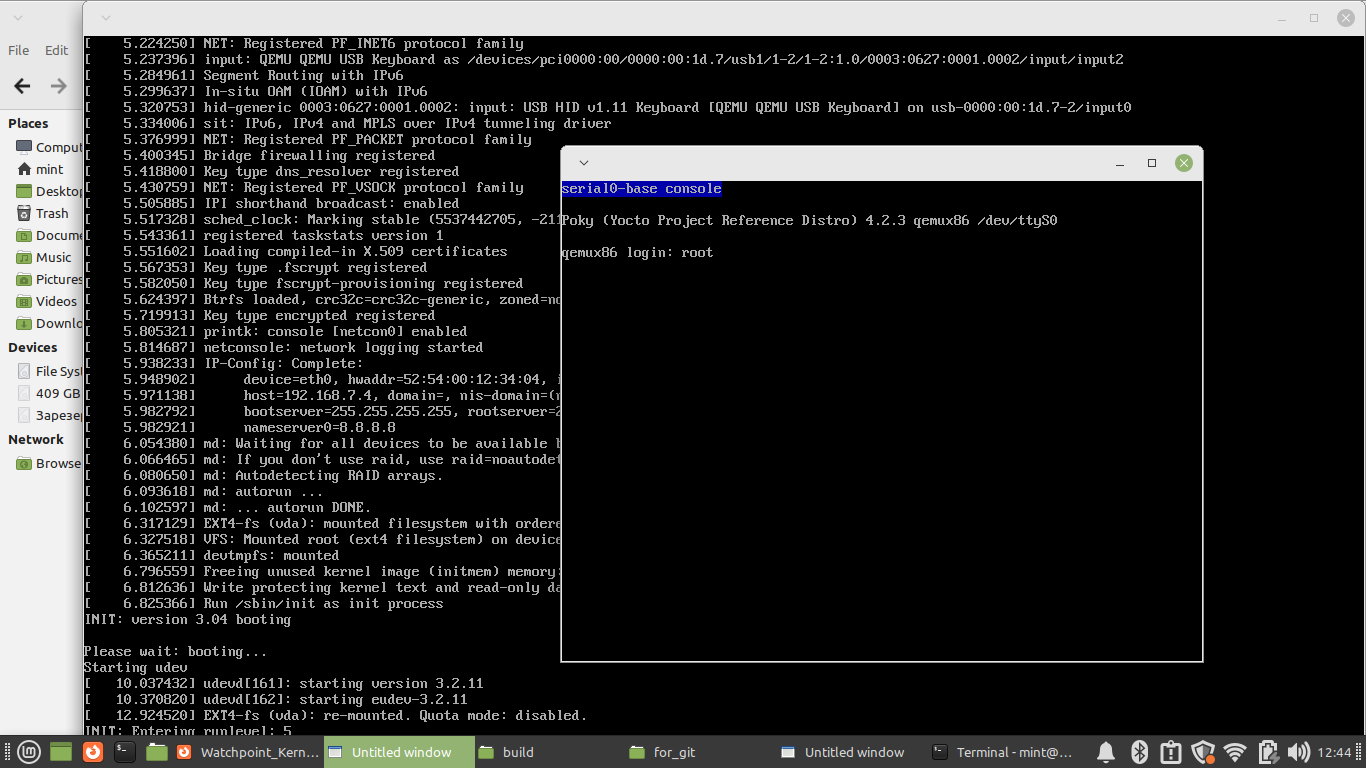 File Edit
Places
mint
Trash
Music
Pictures
Videos
Devices
409 GB
Network
Browse
[    5.224250] NET: Registered PF_INET6 protocol family
[    5.237396] input: QEMU QEMU USB Keyboard as /devices/pci0000:00/0000:00:1d.7/usb1/1-2/1-2:1.0/0003:0627:0001.0002/input/input2
[    5.284961] Segment Routing with IPv6
[    5.299637] In-situ OAM (IOAM) with IPv6
[    5.320753] hid-generic 0003:0627:0001.0002: input: USB HID v1.11 Keyboard [QEMU QEMU USB Keyboard] on usb-0000:00:1d.7-2/input0
[    5.334006] sit: IPv6, IPv4 and MPLS over IPv4 tunneling driver
[    5.376999] NET: Registered PF_PACKET protocol family
[    5.400345] Bridge firewalling registered
[    5.418800] Key type dns_resolver registered
[    5.430759] NET: Registered PF_VSOCK protocol family
[    5.505885] IPI shorthand broadcast: enabled
[    5.517328] sched_clock: Marking stable (5537442705, -211
[    5.543361] registered taskstats version 1
[    5.551602] Loading compiled-in X.509 certificates
[    5.567353] Key type .fscrypt registered
[    5.582050] Key type fscrypt-provisioning registered
[    5.624397] Btrfs loaded, crc32c=crc32c-generic, zoned=no
[    5.719913] Key type encrypted registered
[    5.805321] printk: console [netcon0] enabled
[    5.814687] netconsole: network logging started
[    5.938233] IP-Config: Complete:
[    5.948902]      device=eth0, hwaddr=52:54:00:12:34:04, i
[    5.971138]      host=192.168.7.4, domain=, nis-domain=(n
[    5.982792]      bootserver=255.255.255.255, rootserver=2
[    5.982921]      nameserver0=8.8.8.8
[    6.054380] md: Waiting for all devices to be available b
[    6.066465] md: If you don't use raid, use raid=noautodet
[    6.080650] md: Autodetecting RAID arrays.
[    6.093618] md: autorun ...
[    6.102597] md: ... autorun DONE.
[    6.317129] EXT4-fs (vda): mounted filesystem with ordere
[    6.327518] VFS: Mounted root (ext4 filesystem) on device
[    6.365211] devtmpfs: mounted
[    6.796559] Freeing unused kernel image (initmem) memory:
[    6.812636] Write protecting kernel text and read-only da
[    6.825366] Run /sbin/init as init process
INIT: version 3.04 booting
Please wait: booting...
Starting udev
[   10.037432] udevd[161]: starting version 3.2.11
[   10.370820] udevd[162]: starting eudev-3.2.11
[   12.924520] EXT4-fs (vda): re-mounted. Quota mode: disabled.
INIT: Entering runlevel: 5
serial0-base console
Poky (Yocto Project Reference Distro) 4.2.3 qemux86 /dev/ttyS0
qemux86 login: root
Watchpoint_Kern... Untitled window build for_git Untitled window Terminal - mint@... 12:44